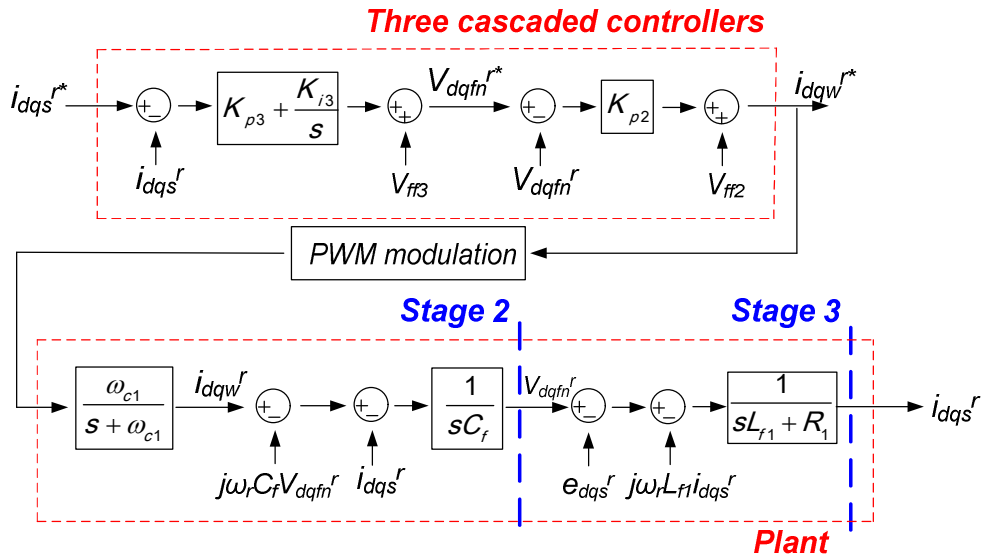 Three cascaded controllers
i_dqs^r*
+
−
i_dqs^r
K_p3 + K_i3/s
+
+
V_ff3
V_dqfn^r*
+
−
V_dqfn^r
K_p2
+
+
V_ff2
i_dqw^r*
PWM modulation
Stage 2
Stage 3
ω_c1/(s + ω_c1)
i_dqw^r
+
−
jω_rC_fV_dqfn^r
+
−
i_dqs^r
1/(sC_f)
V_dqfn^r
+
−
e_dqs^r
+
−
jω_rL_f1i_dqs^r
1/(sL_f1 + R_1)
i_dqs^r
Plant